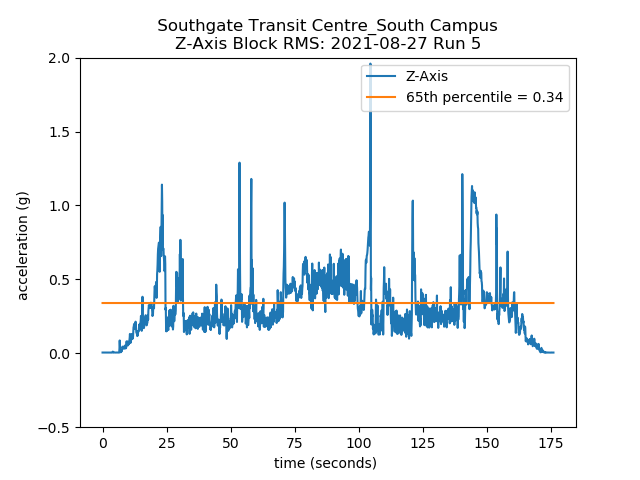 Southgate Transit Centre_South Campus
Z-Axis Block RMS: 2021-08-27 Run 5
2.0
1.5
1.0
0.5
0.0
−0.5
acceleration (g)
Z-Axis
65th percentile = 0.34
0 25 50 75 100 125 150 175
time (seconds)